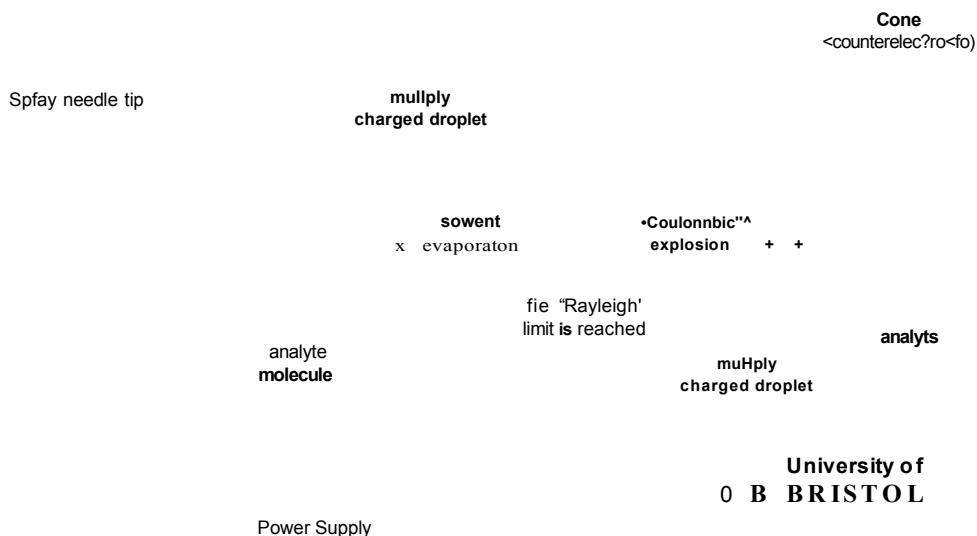 Cone
<counterelec?ro<fo)
Spfay needle tip
mullply
charged droplet
sowent
x evaporaton
•Coulonnbic"^
explosion + +
fie “Rayleigh'
limit is reached
analyte
molecule
analyts
muHply
charged droplet
University of
0 B BRISTOL
Power Supply